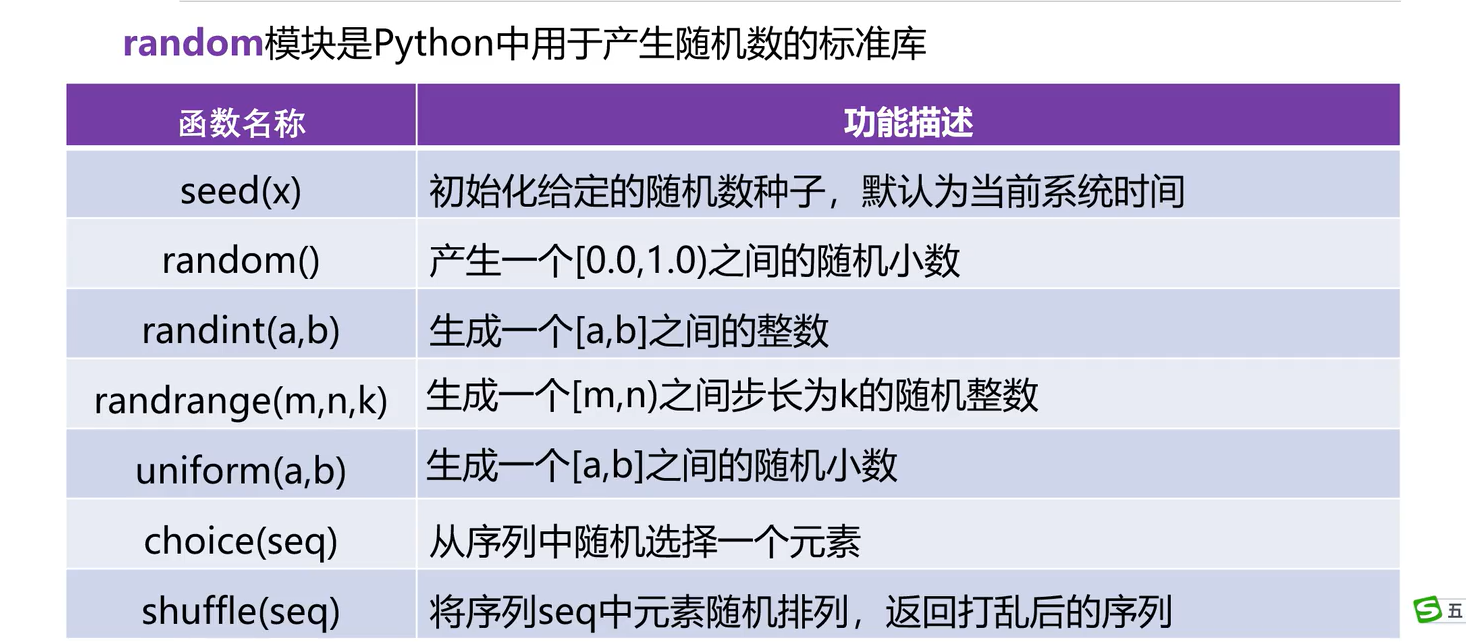 random模块是Python中用于产生随机数的标准库
函数名称 功能描述
seed(x) 初始化给定的随机数种子，默认为当前系统时间
random() 产生一个[0.0,1.0)之间的随机小数
randint(a,b) 生成一个[a,b]之间的整数
randrange(m,n,k) 生成一个[m,n)之间步长为k的随机整数
uniform(a,b) 生成一个[a,b]之间的随机小数
choice(seq) 从序列中随机选择一个元素
shuffle(seq) 将序列seq中元素随机排列，返回打乱后的序列
S 五